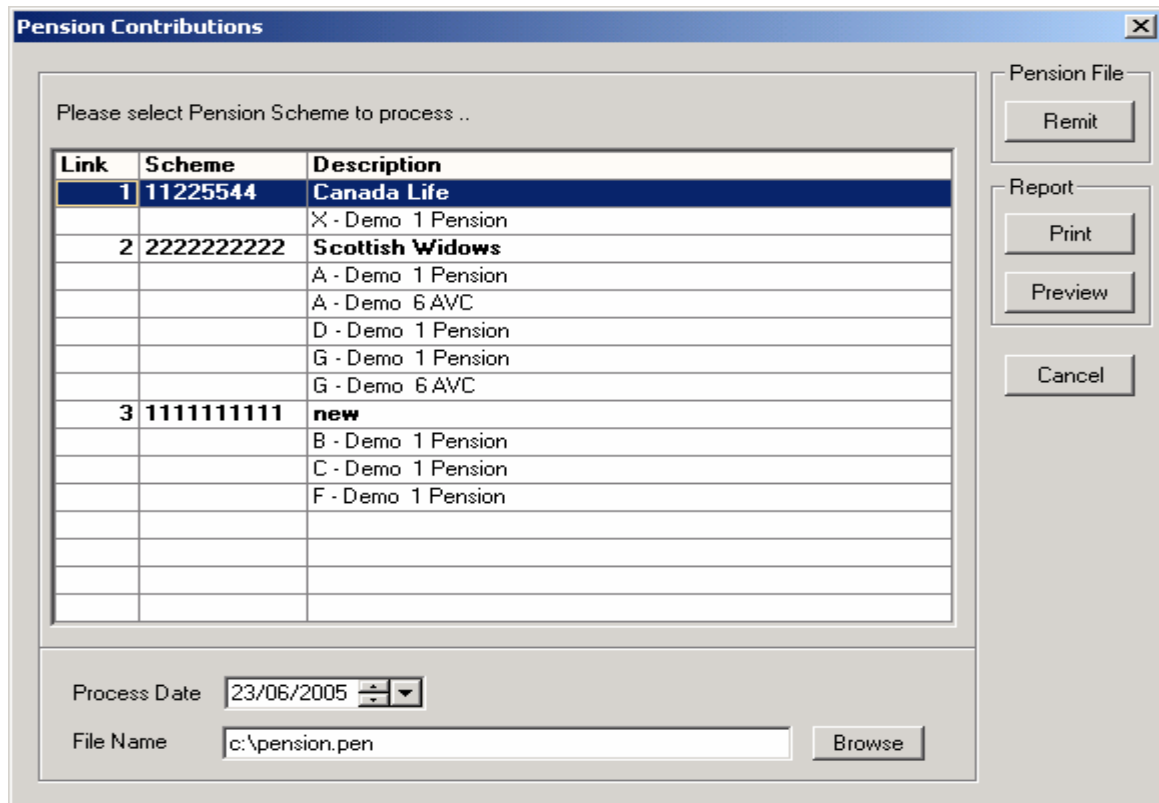 Pension Contributions
Please select Pension Scheme to process ..
Link Scheme Description
1 11225544 Canada Life
X - Demo 1 Pension
2 2222222222 Scottish Widows
A - Demo 1 Pension
A - Demo 6 AVC
D - Demo 1 Pension
G - Demo 1 Pension
G - Demo 6 AVC
3 1111111111 new
B - Demo 1 Pension
C - Demo 1 Pension
F - Demo 1 Pension
Process Date 23/06/2005
File Name c:\pension.pen Browse
Pension File
Remit
Report
Print
Preview
Cancel